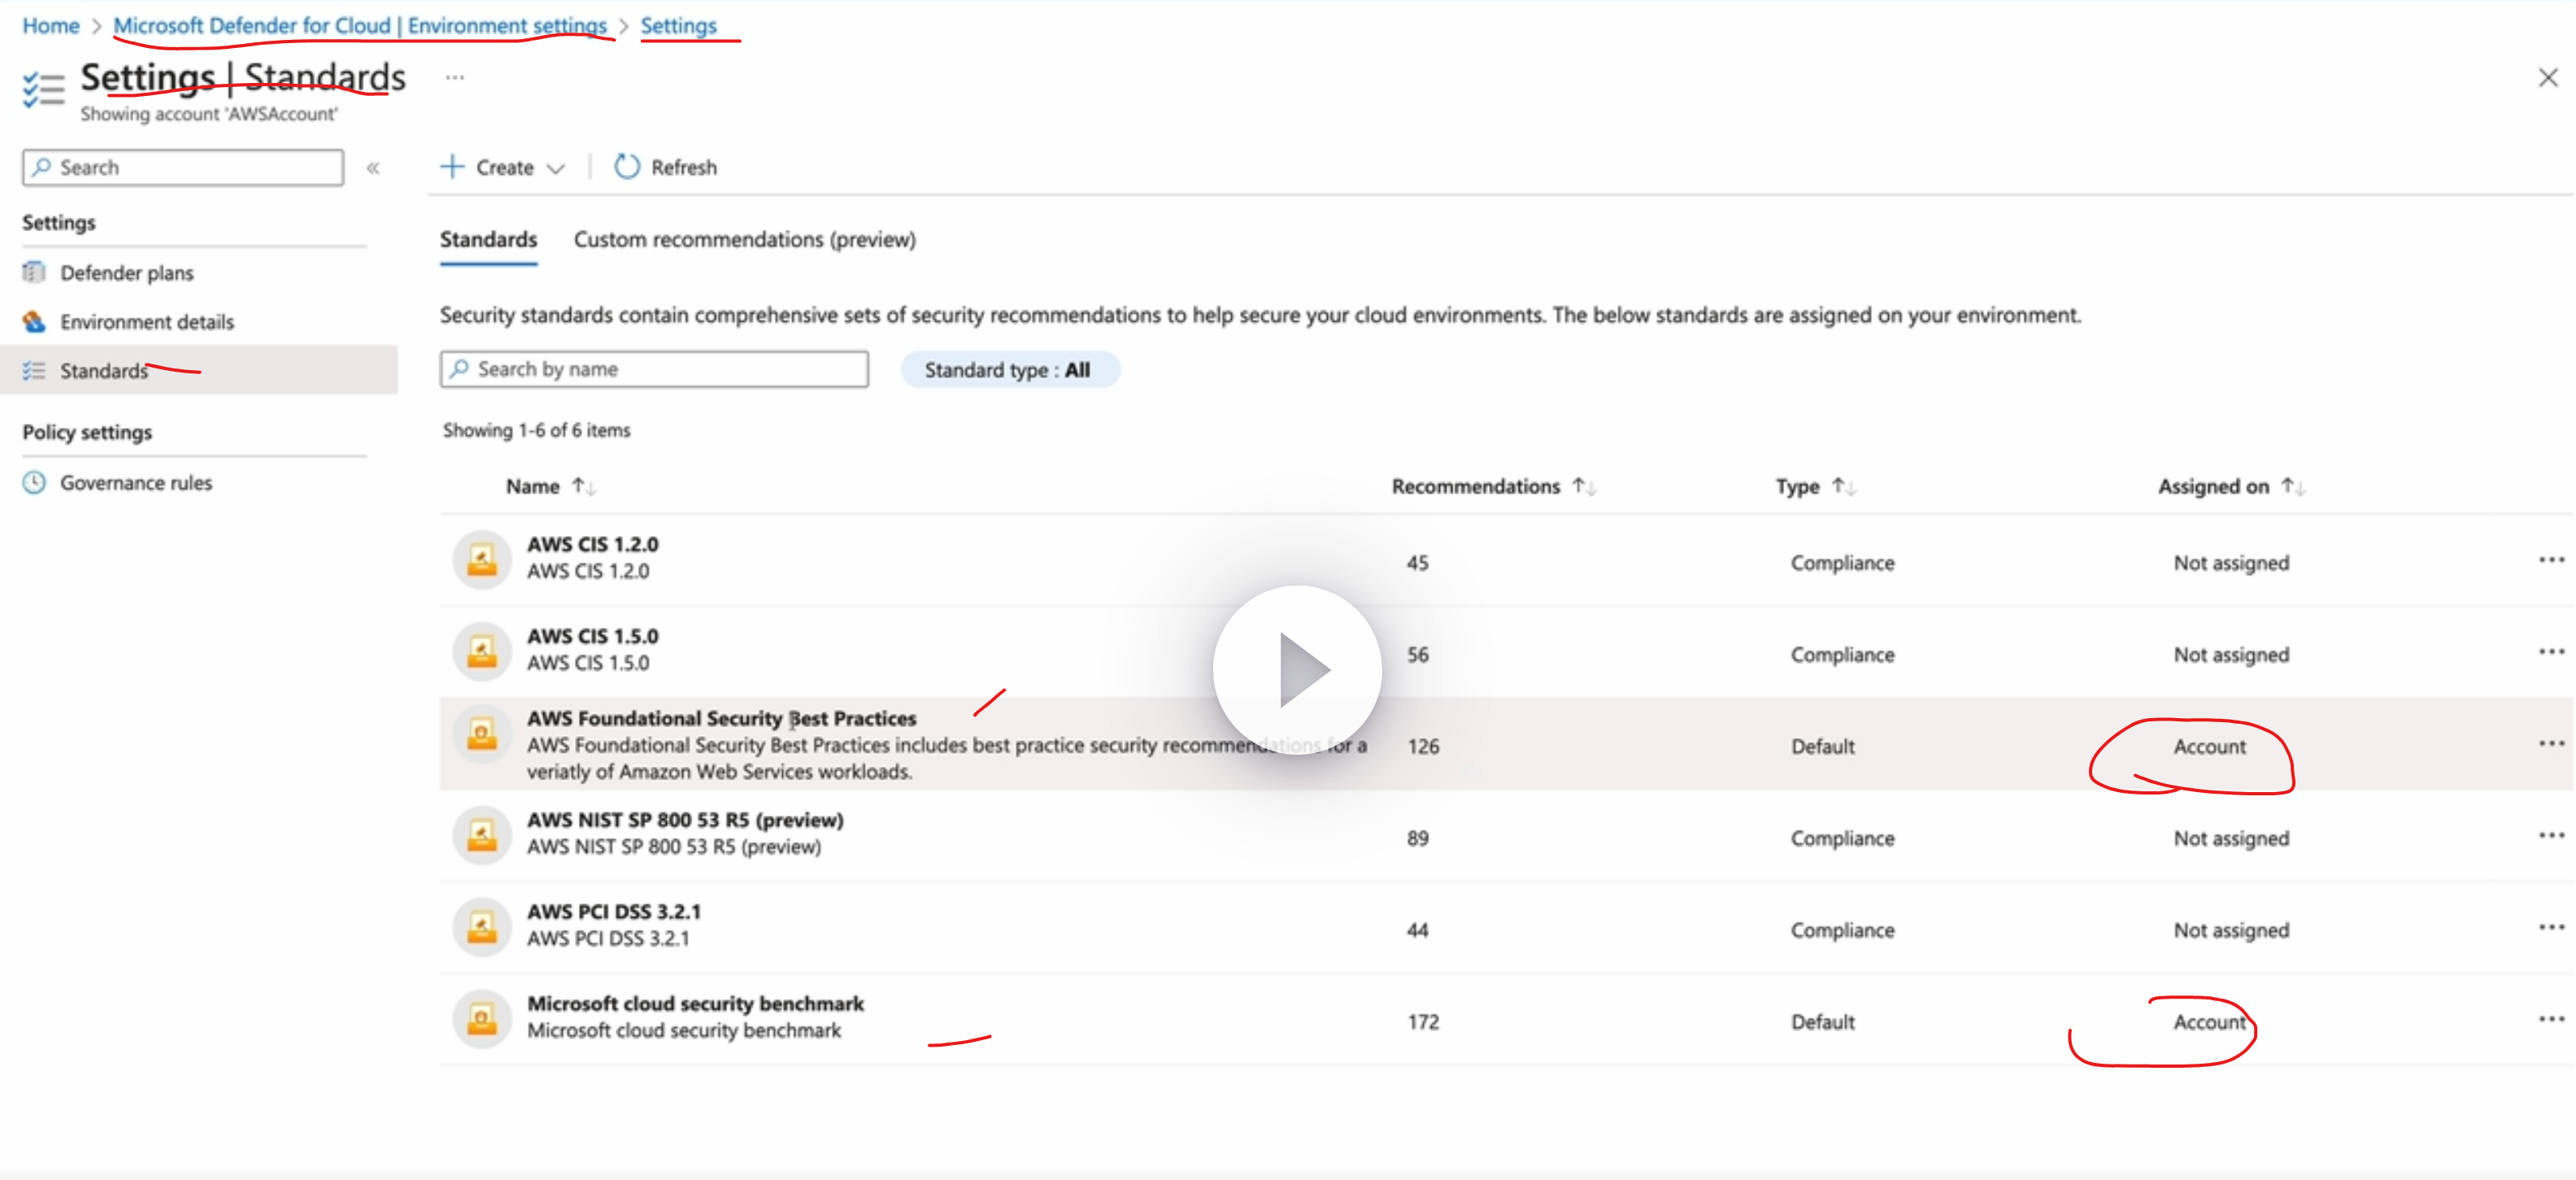 Home > Microsoft Defender for Cloud | Environment settings > Settings
Settings | Standards ...
Showing account 'AWSAccount'
Search «
Settings
Defender plans
Environment details
Standards
Policy settings
Governance rules
+ Create Refresh
Standards Custom recommendations (preview)
Security standards contain comprehensive sets of security recommendations to help secure your cloud environments. The below standards are assigned on your environment.
Search by name Standard type : All
Showing 1-6 of 6 items
Name ↑↓ Recommendations ↑↓ Type ↑↓ Assigned on ↑↓
AWS CIS 1.2.0
AWS CIS 1.2.0
45 Compliance Not assigned ...
AWS CIS 1.5.0
AWS CIS 1.5.0
56 Compliance Not assigned ...
AWS Foundational Security Best Practices
AWS Foundational Security Best Practices includes best practice security recommendations for a
veriatly of Amazon Web Services workloads.
126 Default Account ...
AWS NIST SP 800 53 R5 (preview)
AWS NIST SP 800 53 R5 (preview)
89 Compliance Not assigned ...
AWS PCI DSS 3.2.1
AWS PCI DSS 3.2.1
44 Compliance Not assigned ...
Microsoft cloud security benchmark
Microsoft cloud security benchmark
172 Default Account ...